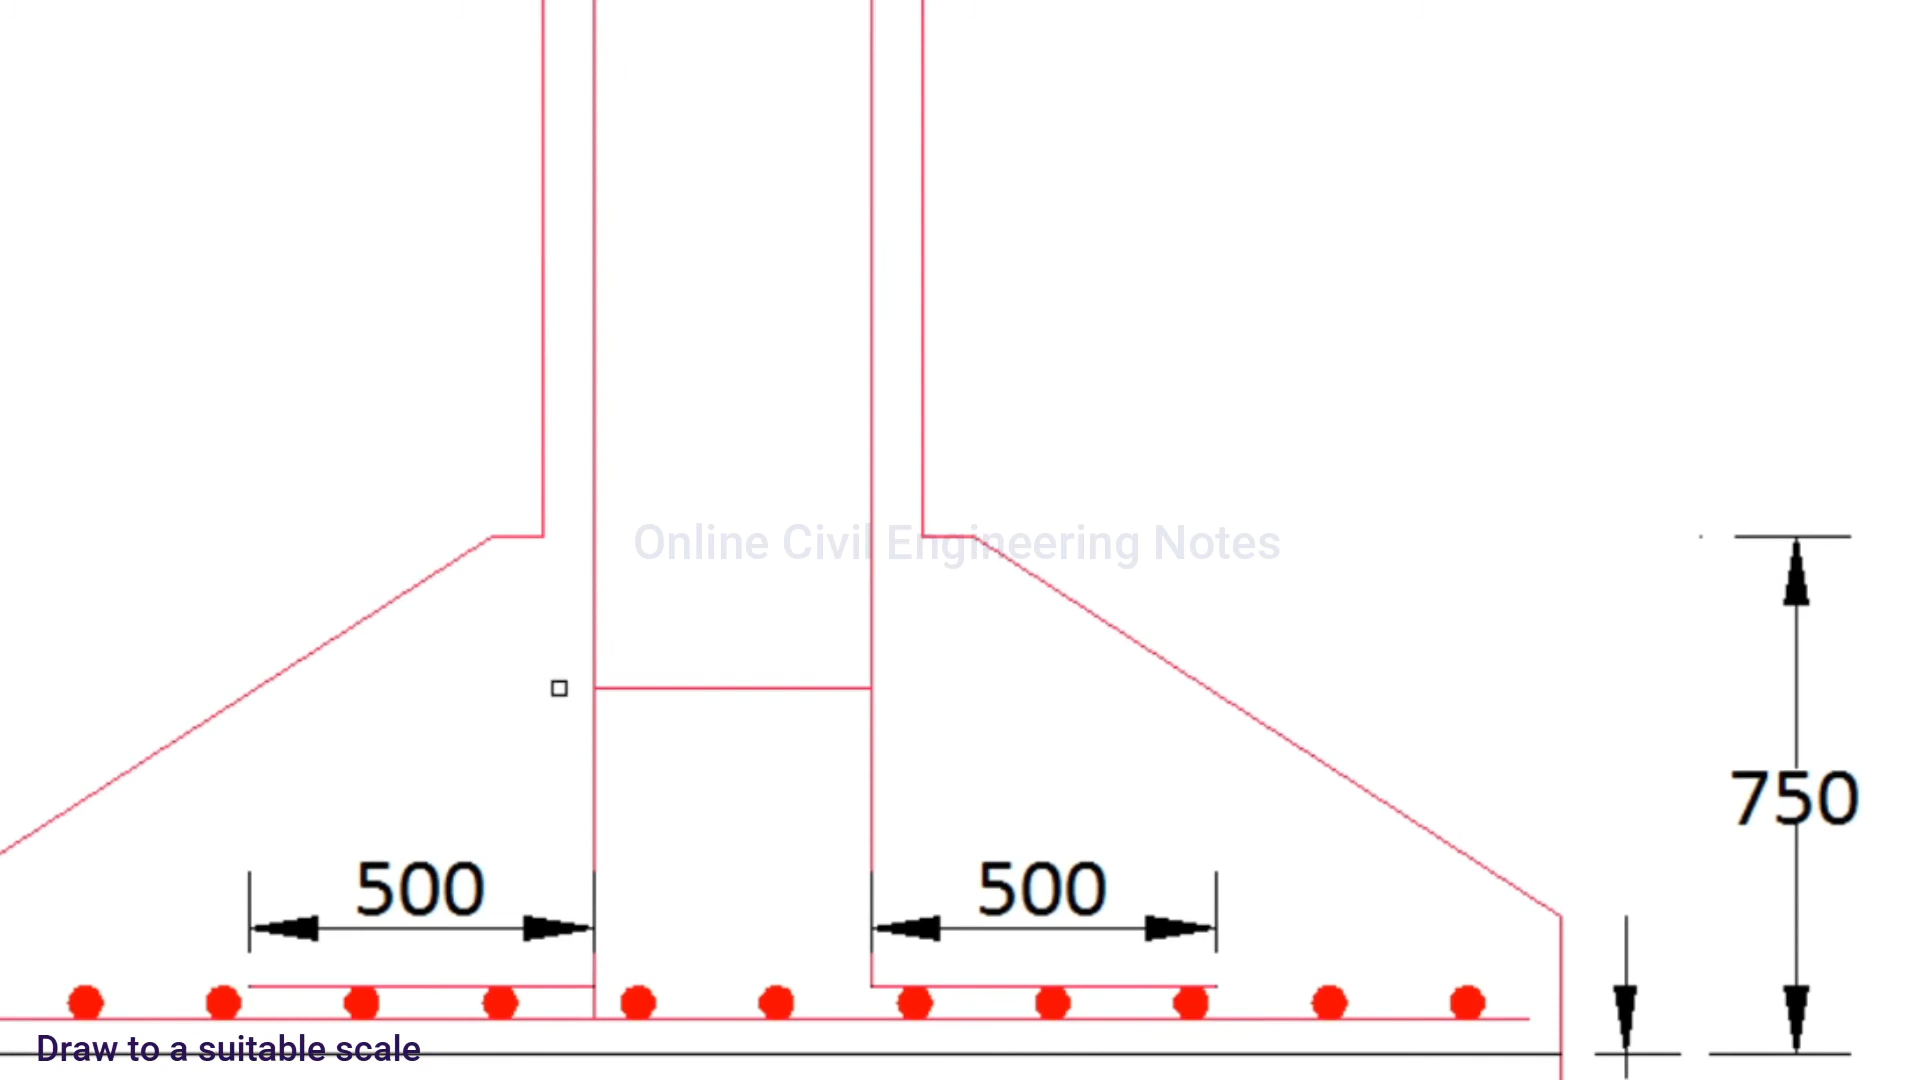 Online Civil Engineering Notes
750
500 500
Draw to a suitable scale